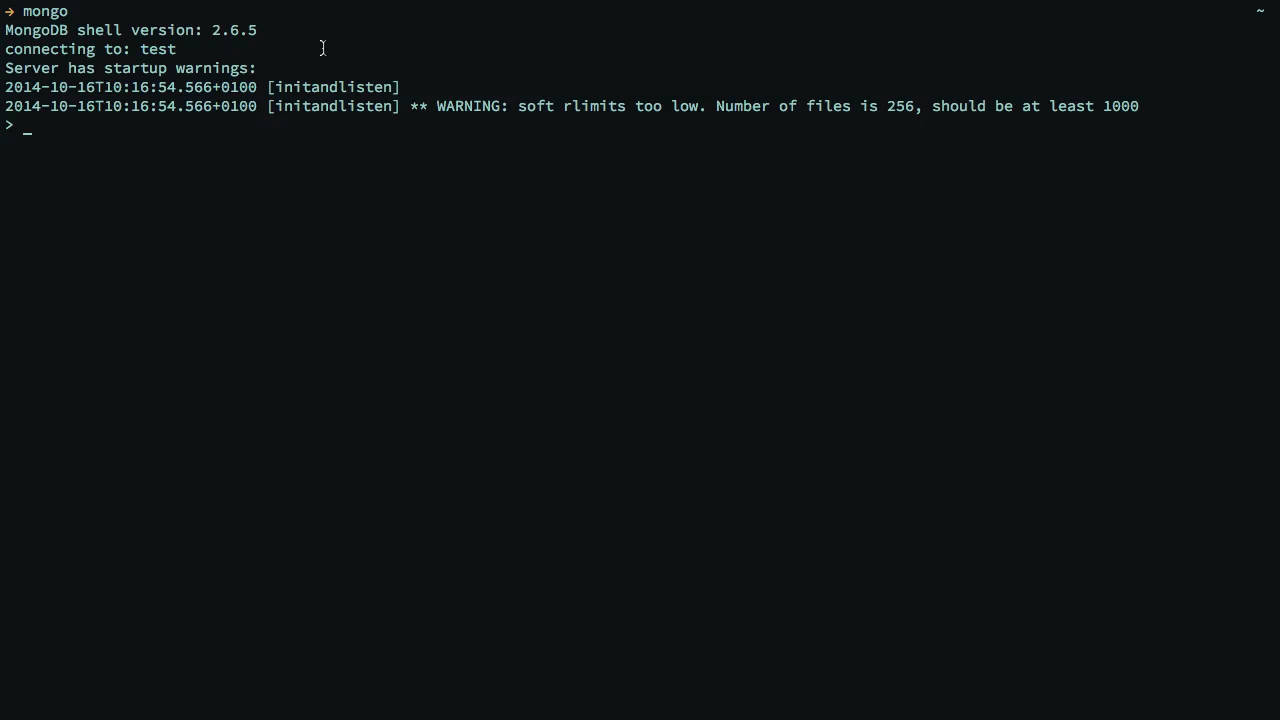 → mongo ~
MongoDB shell version: 2.6.5
connecting to: test
Server has startup warnings:
2014-10-16T10:16:54.566+0100 [initandlisten]
2014-10-16T10:16:54.566+0100 [initandlisten] ** WARNING: soft rlimits too low. Number of files is 256, should be at least 1000
> _